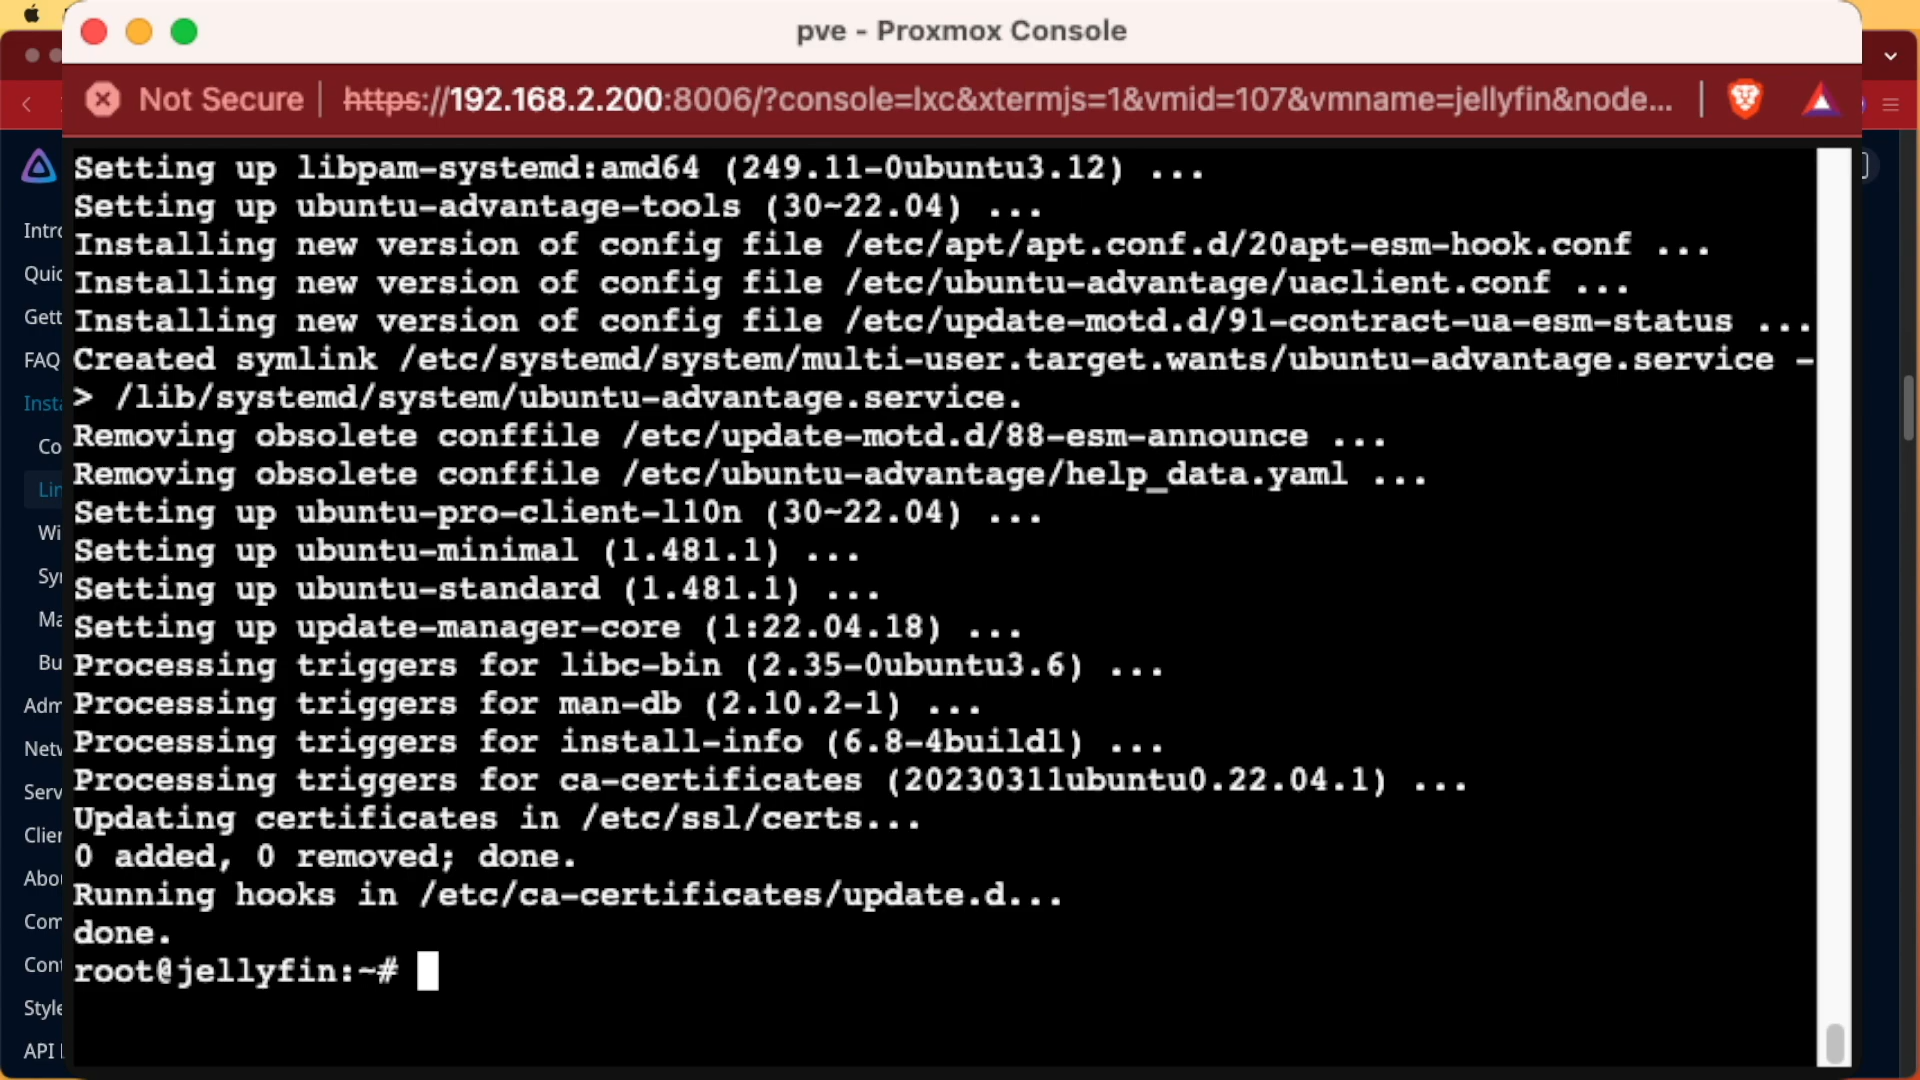 pve - Proxmox Console
Not Secure
https://192.168.2.200:8006/?console=lxc&xtermjs=1&vmid=107&vmname=jellyfin&node...
Setting up libpam-systemd:amd64 (249.11-0ubuntu3.12) ...
Setting up ubuntu-advantage-tools (30~22.04) ...
Installing new version of config file /etc/apt/apt.conf.d/20apt-esm-hook.conf ...
Installing new version of config file /etc/ubuntu-advantage/uaclient.conf ...
Installing new version of config file /etc/update-motd.d/91-contract-ua-esm-status ...
Created symlink /etc/systemd/system/multi-user.target.wants/ubuntu-advantage.service -
> /lib/systemd/system/ubuntu-advantage.service.
Removing obsolete conffile /etc/update-motd.d/88-esm-announce ...
Removing obsolete conffile /etc/ubuntu-advantage/help_data.yaml ...
Setting up ubuntu-pro-client-l10n (30~22.04) ...
Setting up ubuntu-minimal (1.481.1) ...
Setting up ubuntu-standard (1.481.1) ...
Setting up update-manager-core (1:22.04.18) ...
Processing triggers for libc-bin (2.35-0ubuntu3.6) ...
Processing triggers for man-db (2.10.2-1) ...
Processing triggers for install-info (6.8-4build1) ...
Processing triggers for ca-certificates (20230311ubuntu0.22.04.1) ...
Updating certificates in /etc/ssl/certs...
0 added, 0 removed; done.
Running hooks in /etc/ca-certificates/update.d...
done.
root@jellyfin:~#
FAQ
API